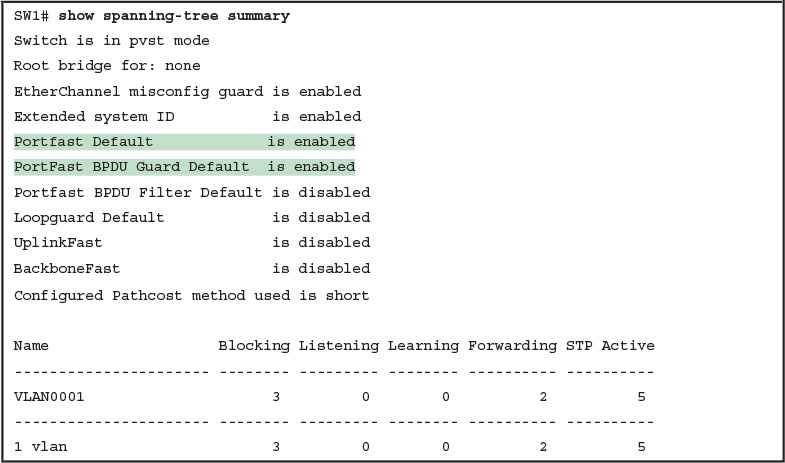 SW1# show spanning-tree summary
Switch is in pvst mode
Root bridge for: none
EtherChannel misconfig guard is enabled
Extended system ID           is enabled
Portfast Default             is enabled
PortFast BPDU Guard Default  is enabled
Portfast BPDU Filter Default is disabled
Loopguard Default            is disabled
UplinkFast                   is disabled
BackboneFast                 is disabled
Configured Pathcost method used is short
Name                   Blocking Listening Learning Forwarding STP Active
---------------------- -------- --------- -------- ---------- ----------
VLAN0001                     3         0        0          2          5
---------------------- -------- --------- -------- ---------- ----------
1 vlan                       3         0        0          2          5